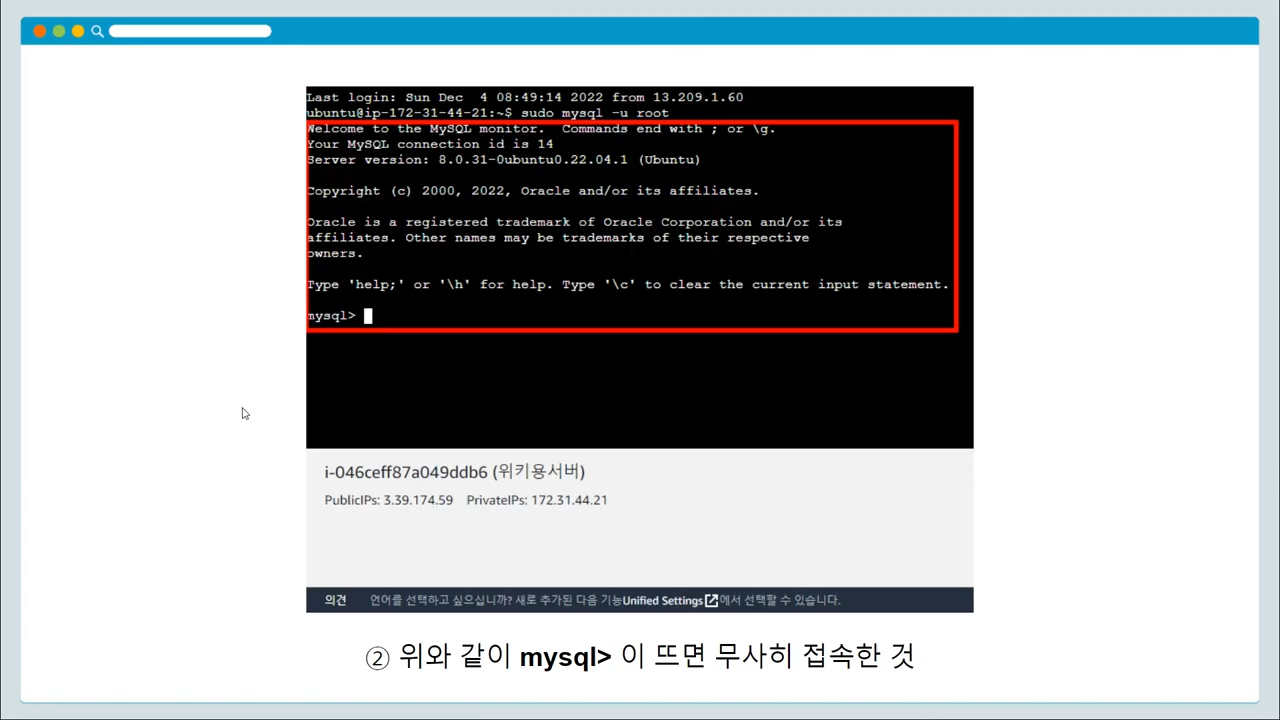 Last login: Sun Dec  4 08:49:14 2022 from 13.209.1.60
ubuntu@ip-172-31-44-21:~$ sudo mysql -u root
Welcome to the MySQL monitor.  Commands end with ; or \g.
Your MySQL connection id is 14
Server version: 8.0.31-0ubuntu0.22.04.1 (Ubuntu)
Copyright (c) 2000, 2022, Oracle and/or its affiliates.
Oracle is a registered trademark of Oracle Corporation and/or its
affiliates. Other names may be trademarks of their respective
owners.
Type 'help;' or '\h' for help. Type '\c' to clear the current input statement.
mysql>
i-046ceff87a049ddb6 (위키용서버)
PublicIPs: 3.39.174.59 PrivateIPs: 172.31.44.21
의견 언어를 선택하고 싶으십니까? 새로 추가된 다음 기능Unified Settings에서 선택할 수 있습니다.
② 위와 같이 mysql> 이 뜨면 무사히 접속한 것